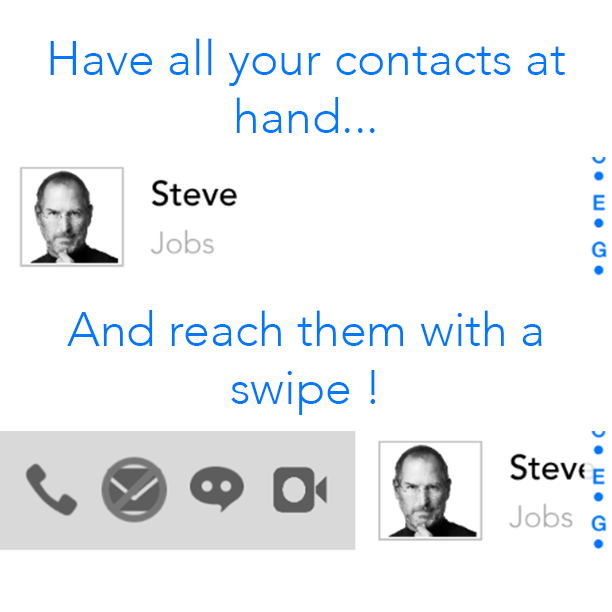 Have all your contacts at
hand...
Steve
Jobs
E
G
And reach them with a
swipe !
Steve
Jobs
E
G